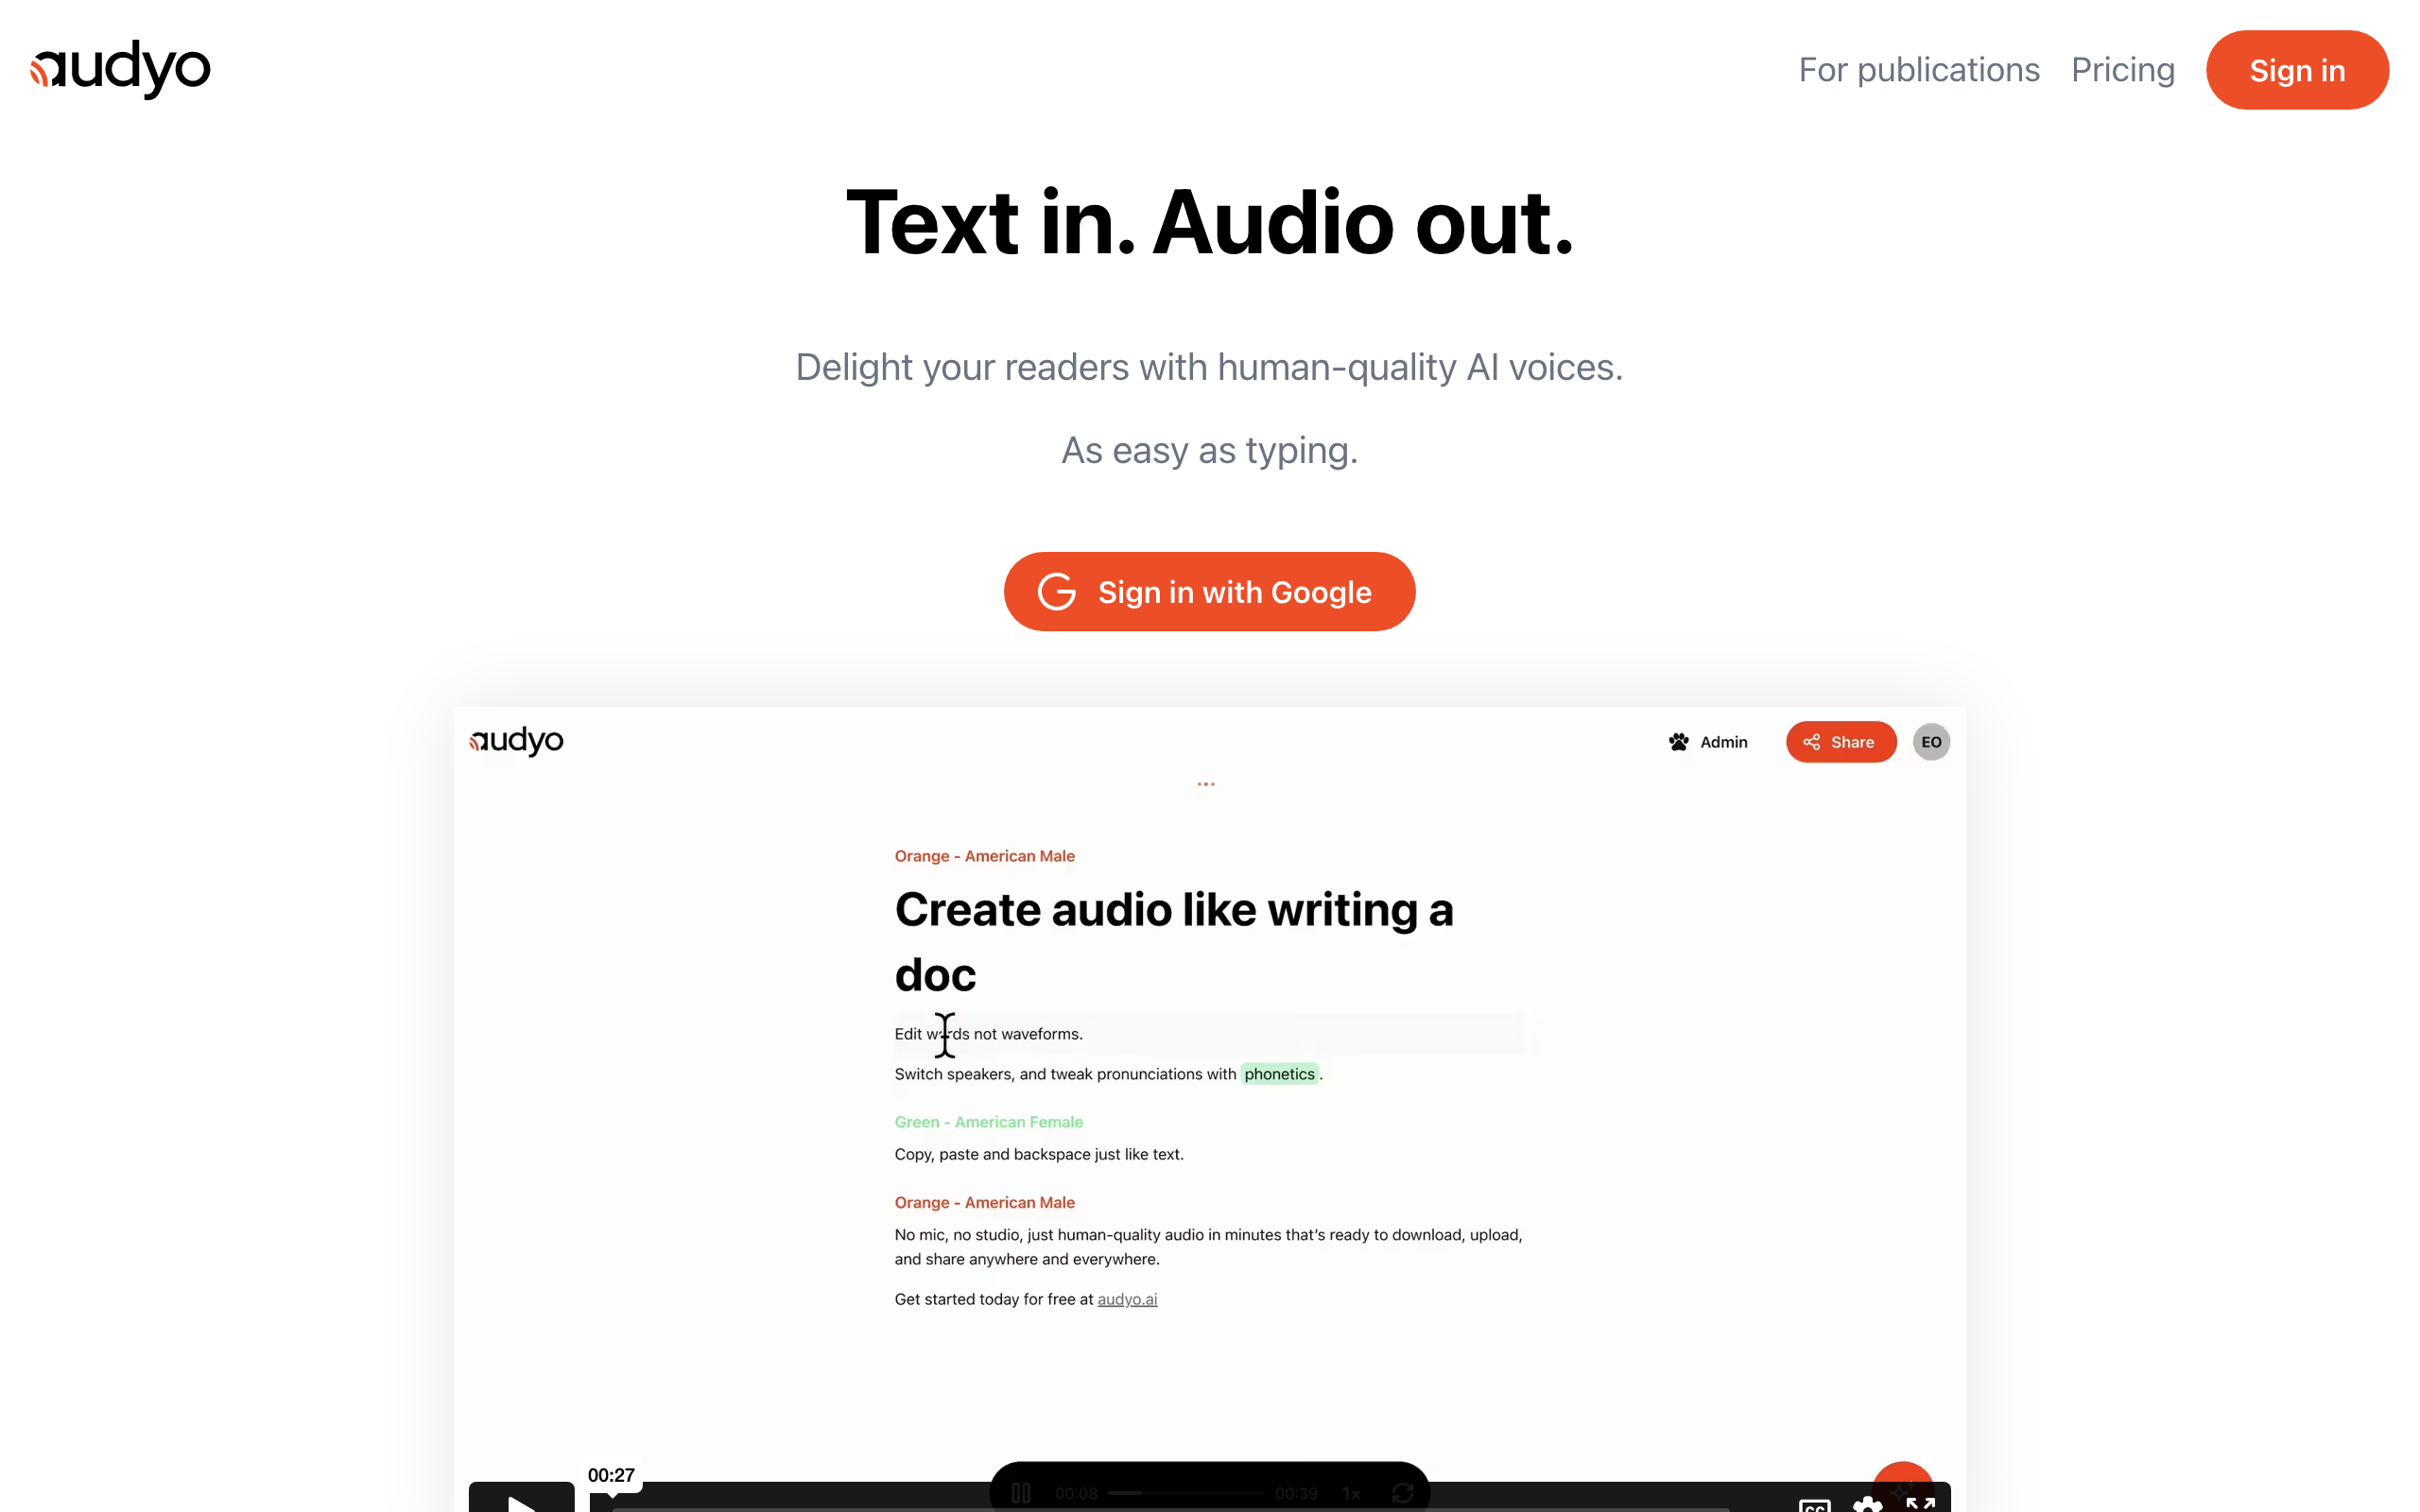 audyo
For publications Pricing Sign in
Text in. Audio out.
Delight your readers with human-quality AI voices.
As easy as typing.
Sign in with Google
audyo
Admin Share EO
Orange - American Male
Create audio like writing a
doc
Edit words not waveforms.
Switch speakers, and tweak pronunciations with phonetics.
Green - American Female
Copy, paste and backspace just like text.
Orange - American Male
No mic, no studio, just human-quality audio in minutes that's ready to download, upload,
and share anywhere and everywhere.
Get started today for free at audyo.ai
00:27
00:08 00:39 1x
CC